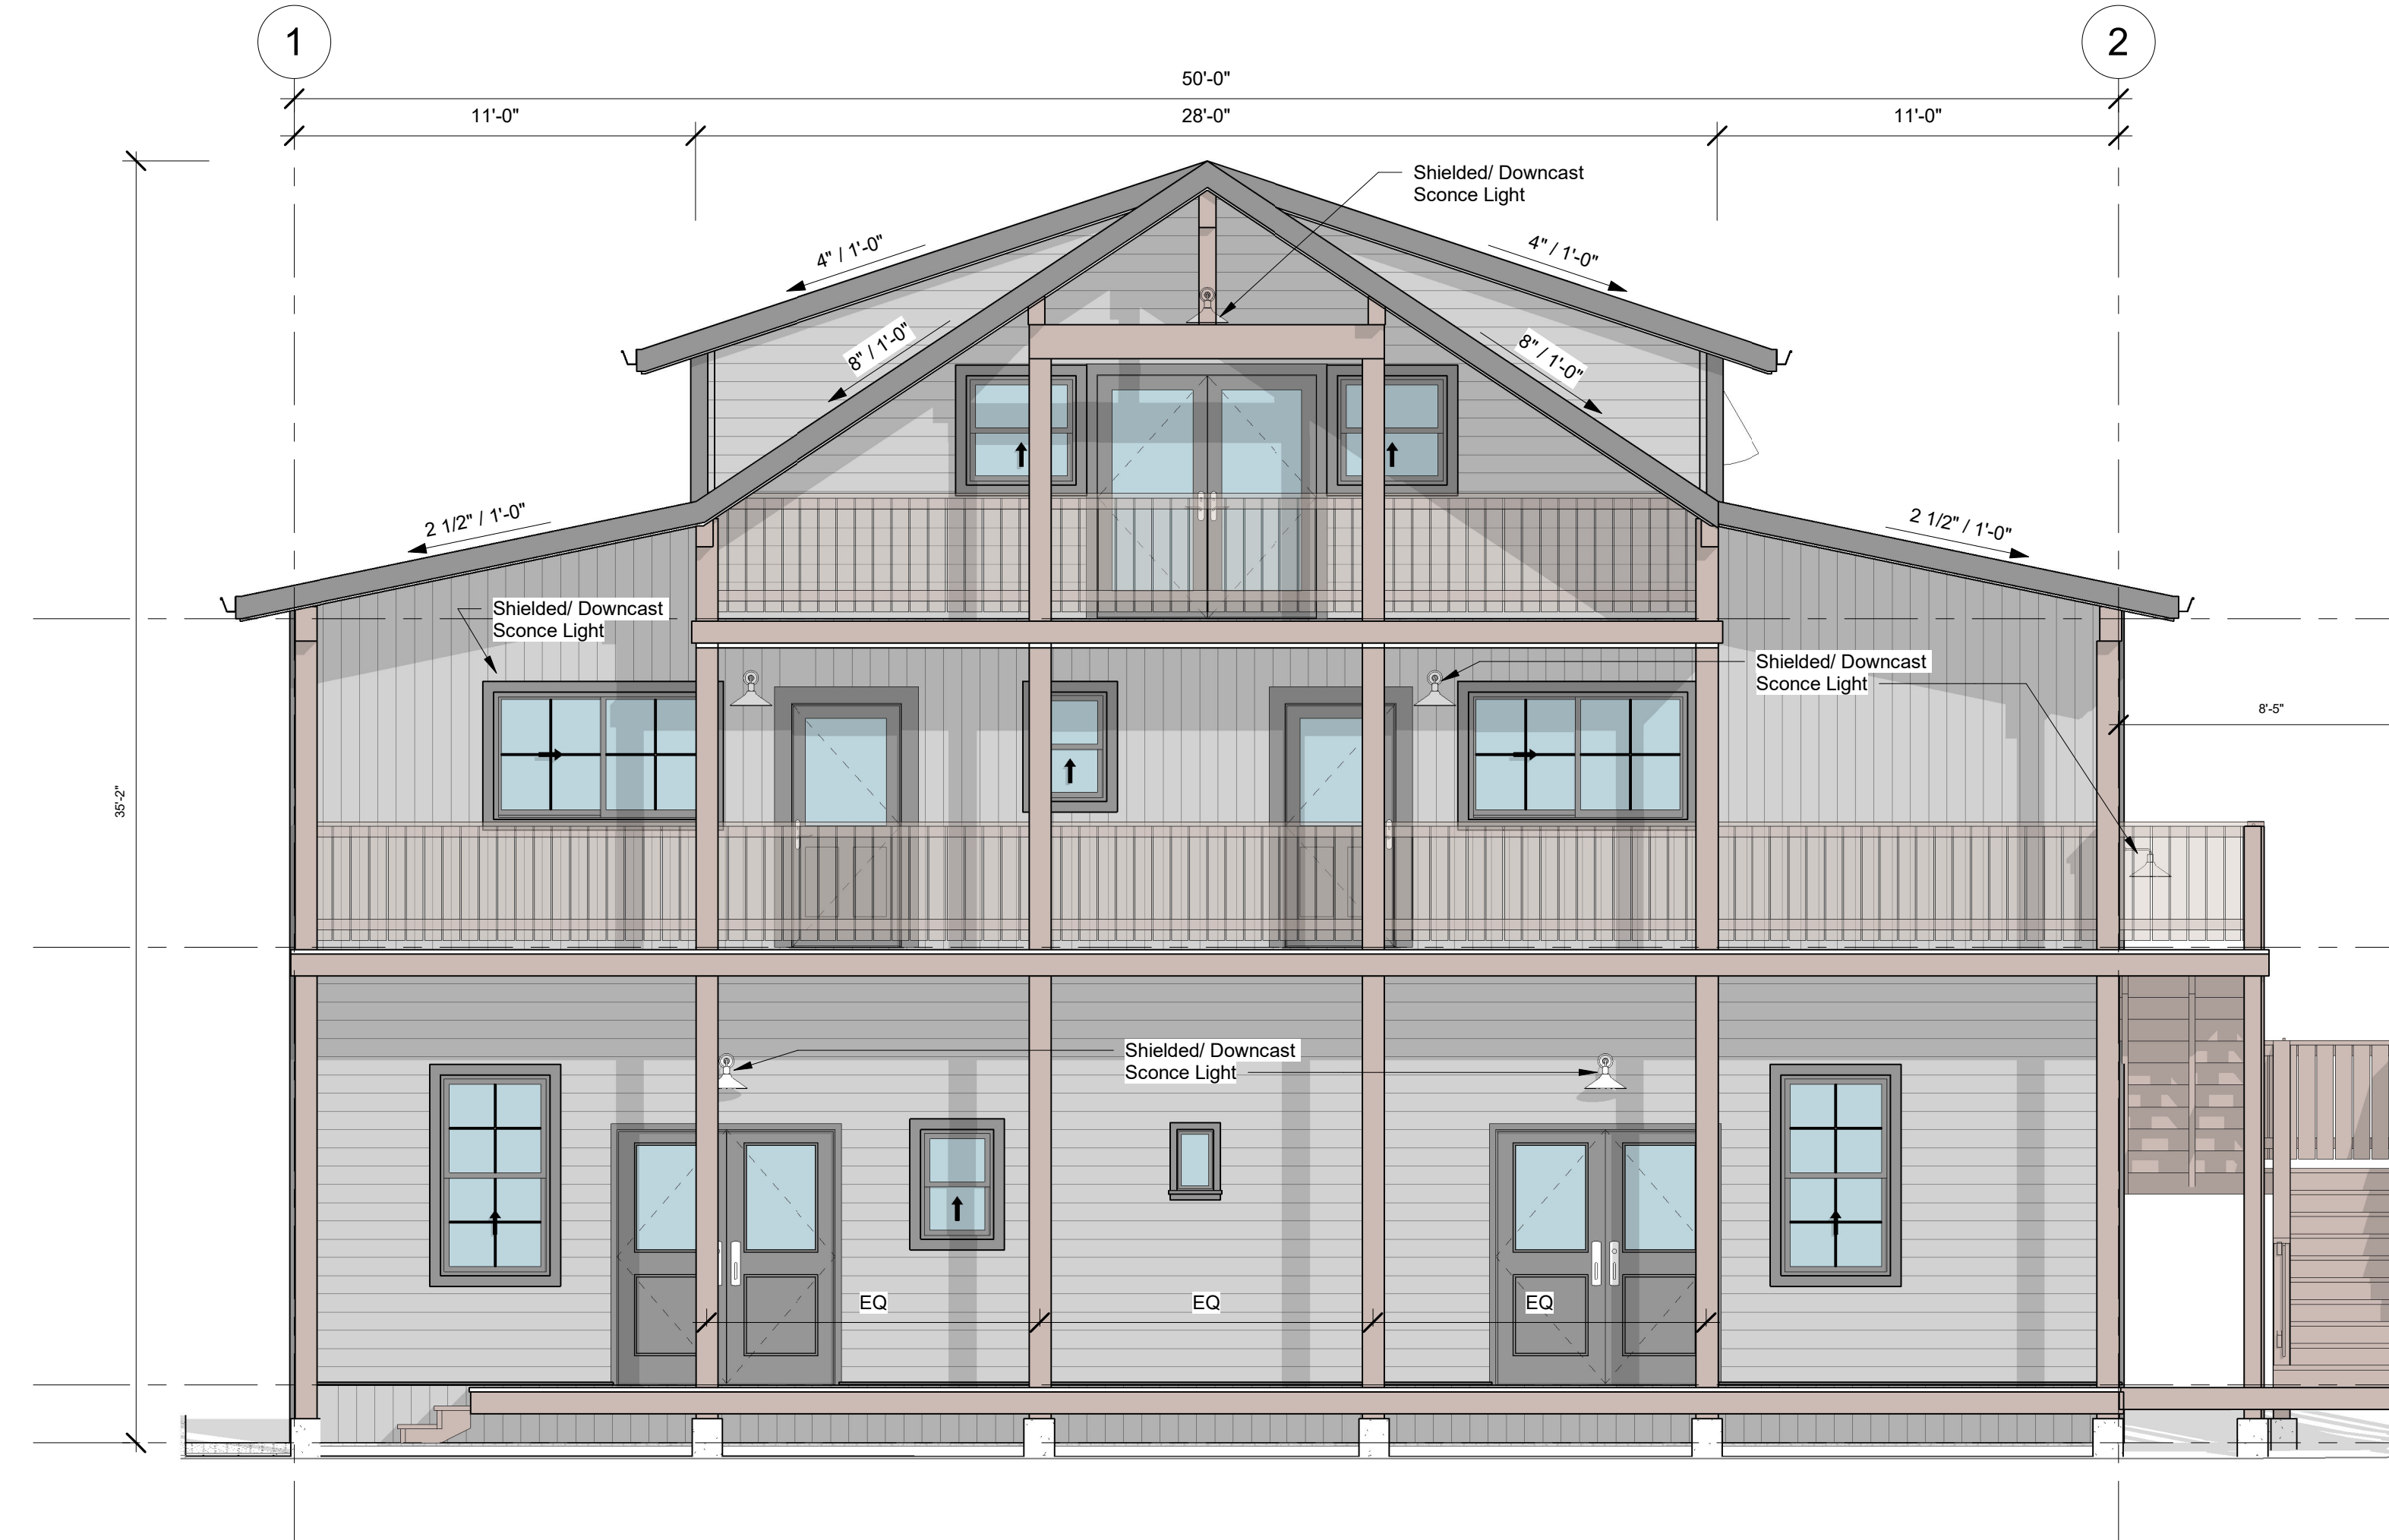 1
2
50'-0"
11'-0"
28'-0"
11'-0"
Shielded/ Downcast
Sconce Light
4" / 1'-0"
4" / 1'-0"
8" / 1'-0"
8" / 1'-0"
2 1/2" / 1'-0"
2 1/2" / 1'-0"
Shielded/ Downcast
Sconce Light
Shielded/ Downcast
Sconce Light
8'-5"
35'-2"
Shielded/ Downcast
Sconce Light
EQ
EQ
EQ